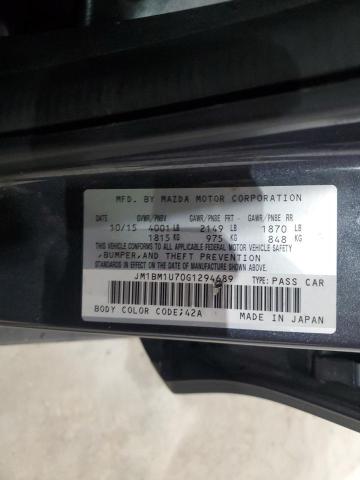 MFD. BY MAZDA MOTOR CORPORATION
DATE GVWR/PNBV GAWR/PNBE FRT - GAWR/PNBE RR
10/15 4001 LB 2149 LB 1870 LB
1815 KG 975 KG 848 KG
THIS VEHICLE CONFORMS TO ALL APPLICABLE FEDERAL MOTOR VEHICLE SAFETY
BUMPER, AND THEFT PREVENTION
STANDARDS IN EFFECT ON THE DATE OF MANUFACTURE SHOWN ABOVE.
JM1BM1U70G1294689 TYPE: PASS CAR
BODY COLOR CODE: 42A MADE IN JAPAN